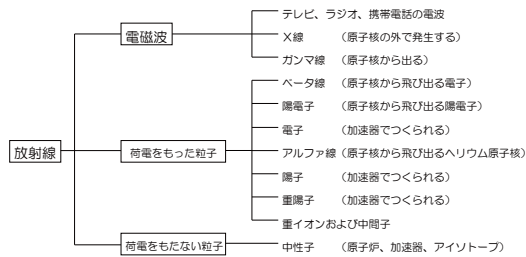 テレビ、ラジオ、携帯電話の電波
電磁波
X線 （原子核の外で発生する）
ガンマ線 （原子核から出る）
ベータ線 （原子核から飛び出る電子）
陽電子 （原子核から飛び出る陽電子）
電子 （加速器でつくられる）
放射線
荷電をもった粒子
アルファ線（原子核から飛び出るヘリウム原子核）
陽子 （加速器でつくられる）
重陽子 （加速器でつくられる）
重イオンおよび中間子
荷電をもたない粒子
中性子 （原子炉、加速器、アイソトープ）